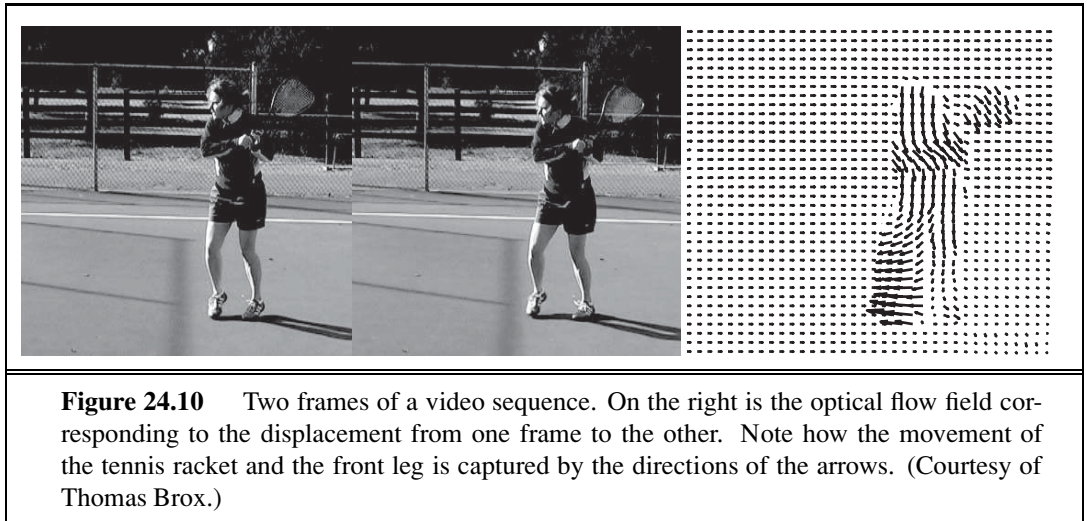 Figure 24.10 Two frames of a video sequence. On the right is the optical flow field cor-
responding to the displacement from one frame to the other. Note how the movement of
the tennis racket and the front leg is captured by the directions of the arrows. (Courtesy of
Thomas Brox.)